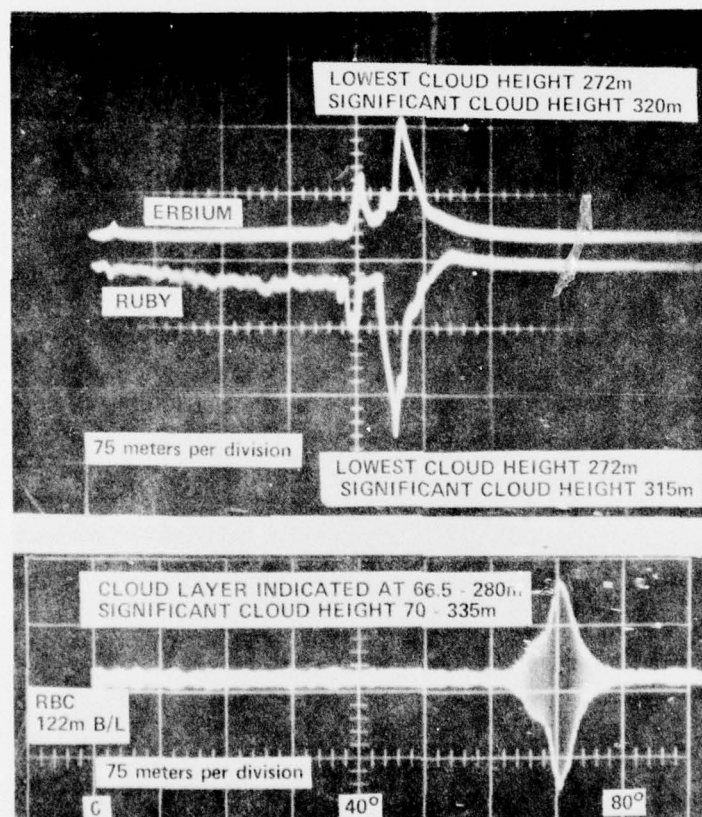 LOWEST CLOUD HEIGHT 272m
SIGNIFICANT CLOUD HEIGHT 320m
ERBIUM
RUBY
75 meters per division
LOWEST CLOUD HEIGHT 272m
SIGNIFICANT CLOUD HEIGHT 315m
CLOUD LAYER INDICATED AT 66.5 - 280m
SIGNIFICANT CLOUD HEIGHT 70 - 335m
RBC
122m B/L
75 meters per division
0 40° 80°